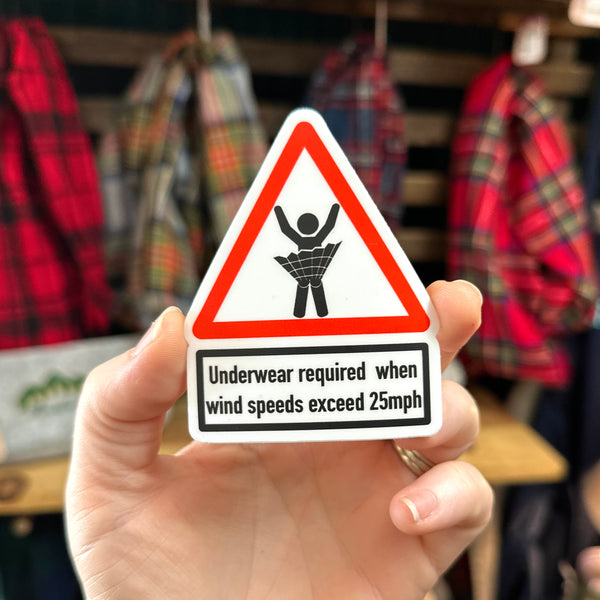 Underwear required when
wind speeds exceed 25mph